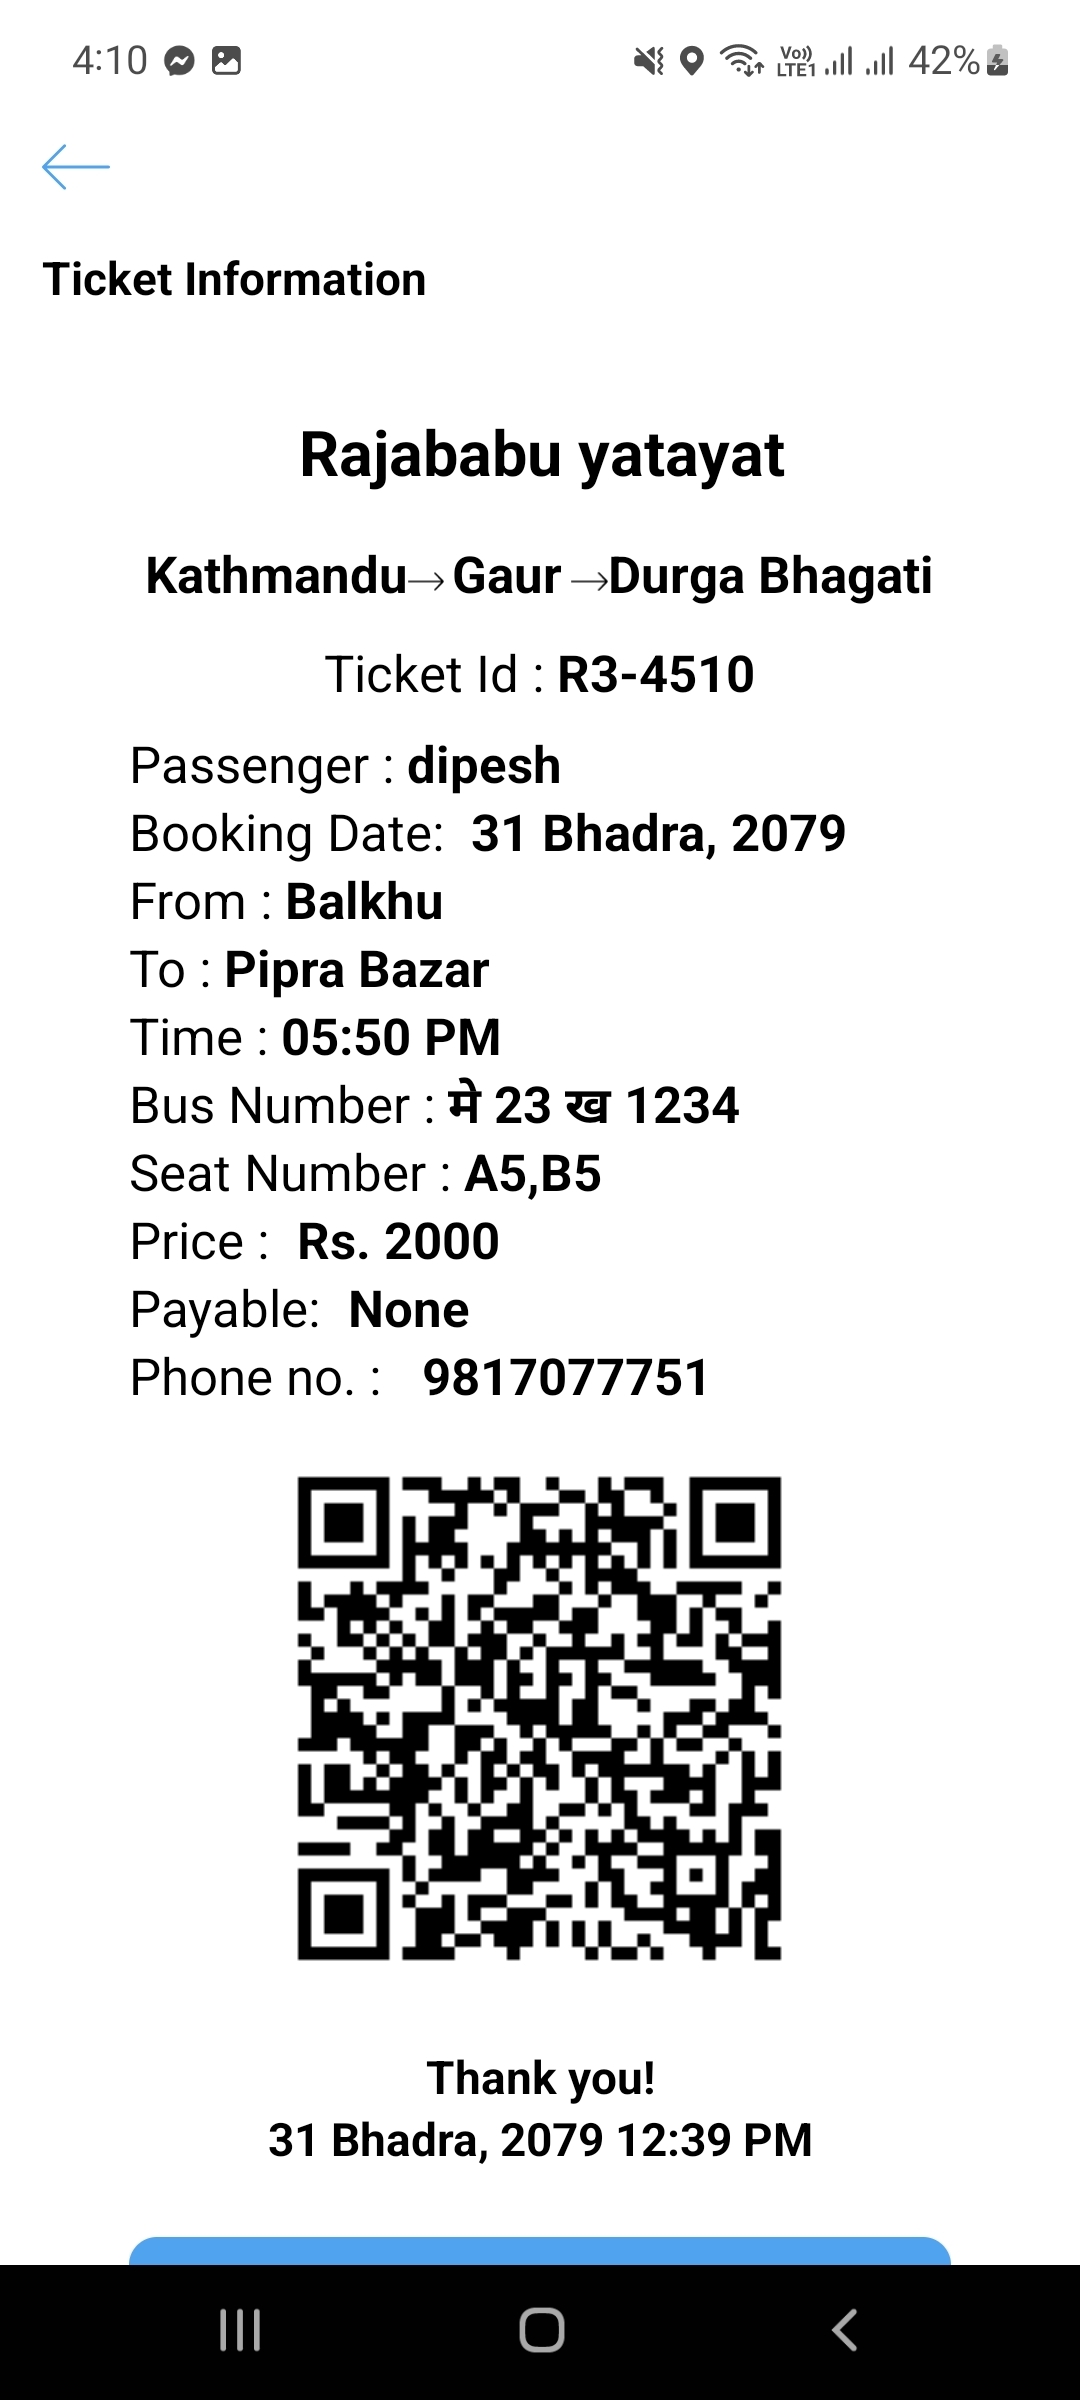 4:10 Vo)) LTE1 42%
Ticket Information
Rajababu yatayat
Kathmandu→Gaur→Durga Bhagati
Ticket Id : R3-4510
Passenger : dipesh
Booking Date: 31 Bhadra, 2079
From : Balkhu
To : Pipra Bazar
Time : 05:50 PM
Bus Number : मे 23 ख 1234
Seat Number : A5,B5
Price : Rs. 2000
Payable: None
Phone no. : 9817077751
Thank you!
31 Bhadra, 2079 12:39 PM